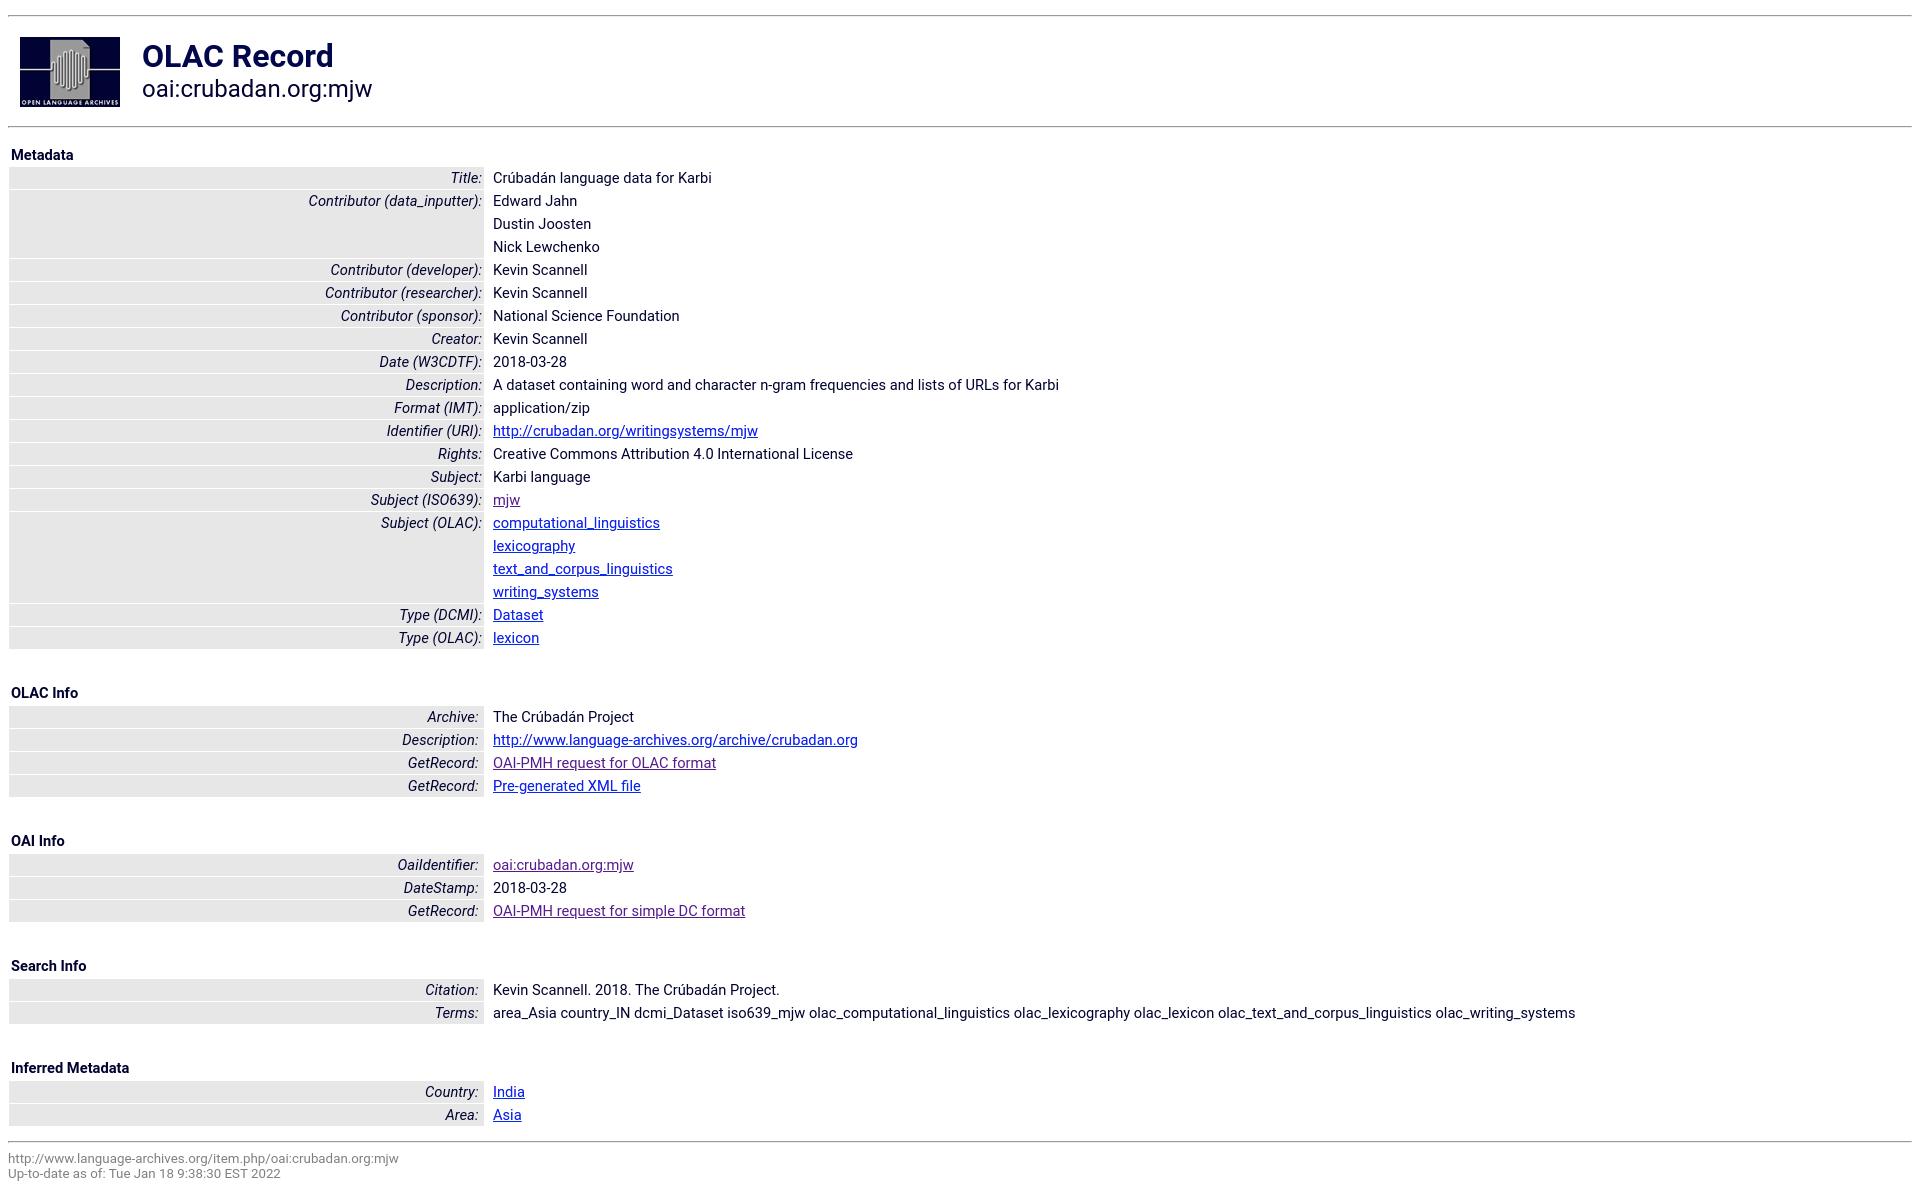 OPEN LANGUAGE ARCHIVES
OLAC Record
oai:crubadan.org:mjw
Metadata
Title: Crúbadán language data for Karbi
Contributor (data_inputter): Edward Jahn
Dustin Joosten
Nick Lewchenko
Contributor (developer): Kevin Scannell
Contributor (researcher): Kevin Scannell
Contributor (sponsor): National Science Foundation
Creator: Kevin Scannell
Date (W3CDTF): 2018-03-28
Description: A dataset containing word and character n-gram frequencies and lists of URLs for Karbi
Format (IMT): application/zip
Identifier (URI): http://crubadan.org/writingsystems/mjw
Rights: Creative Commons Attribution 4.0 International License
Subject: Karbi language
Subject (ISO639): mjw
Subject (OLAC): computational_linguistics
lexicography
text_and_corpus_linguistics
writing_systems
Type (DCMI): Dataset
Type (OLAC): lexicon
OLAC Info
Archive: The Crúbadán Project
Description: http://www.language-archives.org/archive/crubadan.org
GetRecord: OAI-PMH request for OLAC format
GetRecord: Pre-generated XML file
OAI Info
OaiIdentifier: oai:crubadan.org:mjw
DateStamp: 2018-03-28
GetRecord: OAI-PMH request for simple DC format
Search Info
Citation: Kevin Scannell. 2018. The Crúbadán Project.
Terms: area_Asia country_IN dcmi_Dataset iso639_mjw olac_computational_linguistics olac_lexicography olac_lexicon olac_text_and_corpus_linguistics olac_writing_systems
Inferred Metadata
Country: India
Area: Asia
http://www.language-archives.org/item.php/oai:crubadan.org:mjw
Up-to-date as of: Tue Jan 18 9:38:30 EST 2022